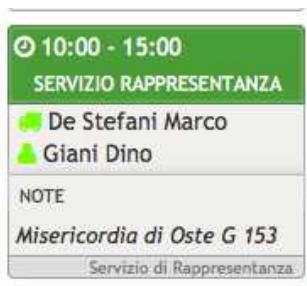 10:00 - 15:00
SERVIZIO RAPPRESENTANZA
De Stefani Marco
Giani Dino
NOTE
Misericordia di Oste G 153
Servizio di Rappresentanza